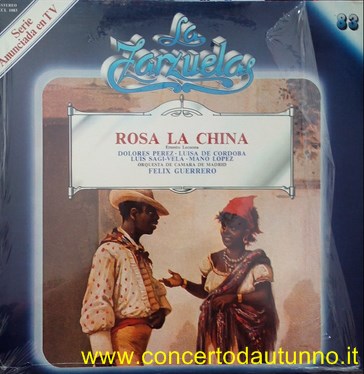 STEREO
Serie
Anunciada en TV
La
Zarzuelas
83
ROSA LA CHINA
Ernesto Lecuona
DOLORES PEREZ - LUISA DE CORDOBA
LUIS SAGI-VELA - MANO LOPEZ
ORQUESTA DE CAMARA DE MADRID
FELIX GUERRERO
www.concertodautunno.it